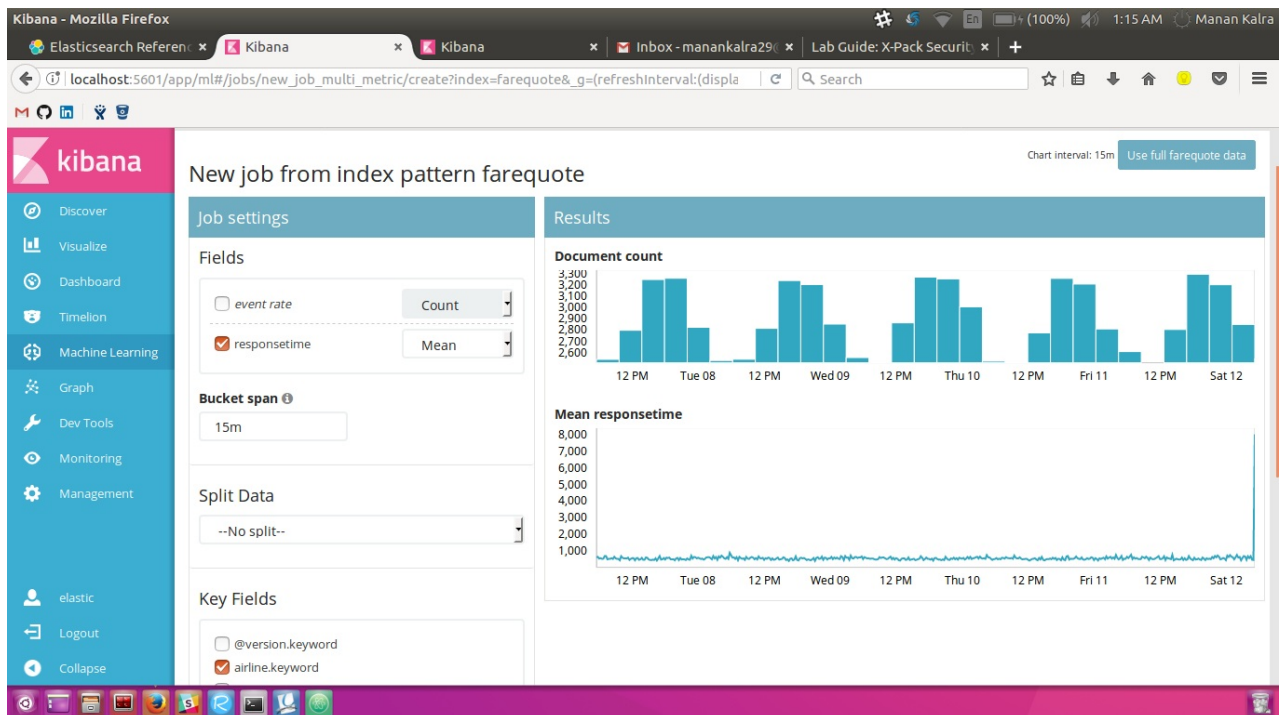 Kibana - Mozilla Firefox
En (100%) 1:15 AM Manan Kalra
Elasticsearch Referenc × Kibana × Kibana × Inbox - manankalra29@ × Lab Guide: X-Pack Security × +
localhost:5601/app/ml#/jobs/new_job_multi_metric/create?index=farequote&_g=(refreshInterval:(displa Search
kibana
Discover
Visualize
Dashboard
Timelion
Machine Learning
Graph
Dev Tools
Monitoring
Management
elastic
Logout
Collapse
Chart interval: 15m Use full farequote data
New job from index pattern farequote
Job settings
Fields
event rate Count
responsetime Mean
Bucket span
15m
Split Data
--No split--
Key Fields
@version.keyword
airline.keyword
Results
Document count
3,300
3,200
3,100
3,000
2,900
2,800
2,700
2,600
12 PM Tue 08 12 PM Wed 09 12 PM Thu 10 12 PM Fri 11 12 PM Sat 12
Mean responsetime
8,000
7,000
6,000
5,000
4,000
3,000
2,000
1,000
12 PM Tue 08 12 PM Wed 09 12 PM Thu 10 12 PM Fri 11 12 PM Sat 12